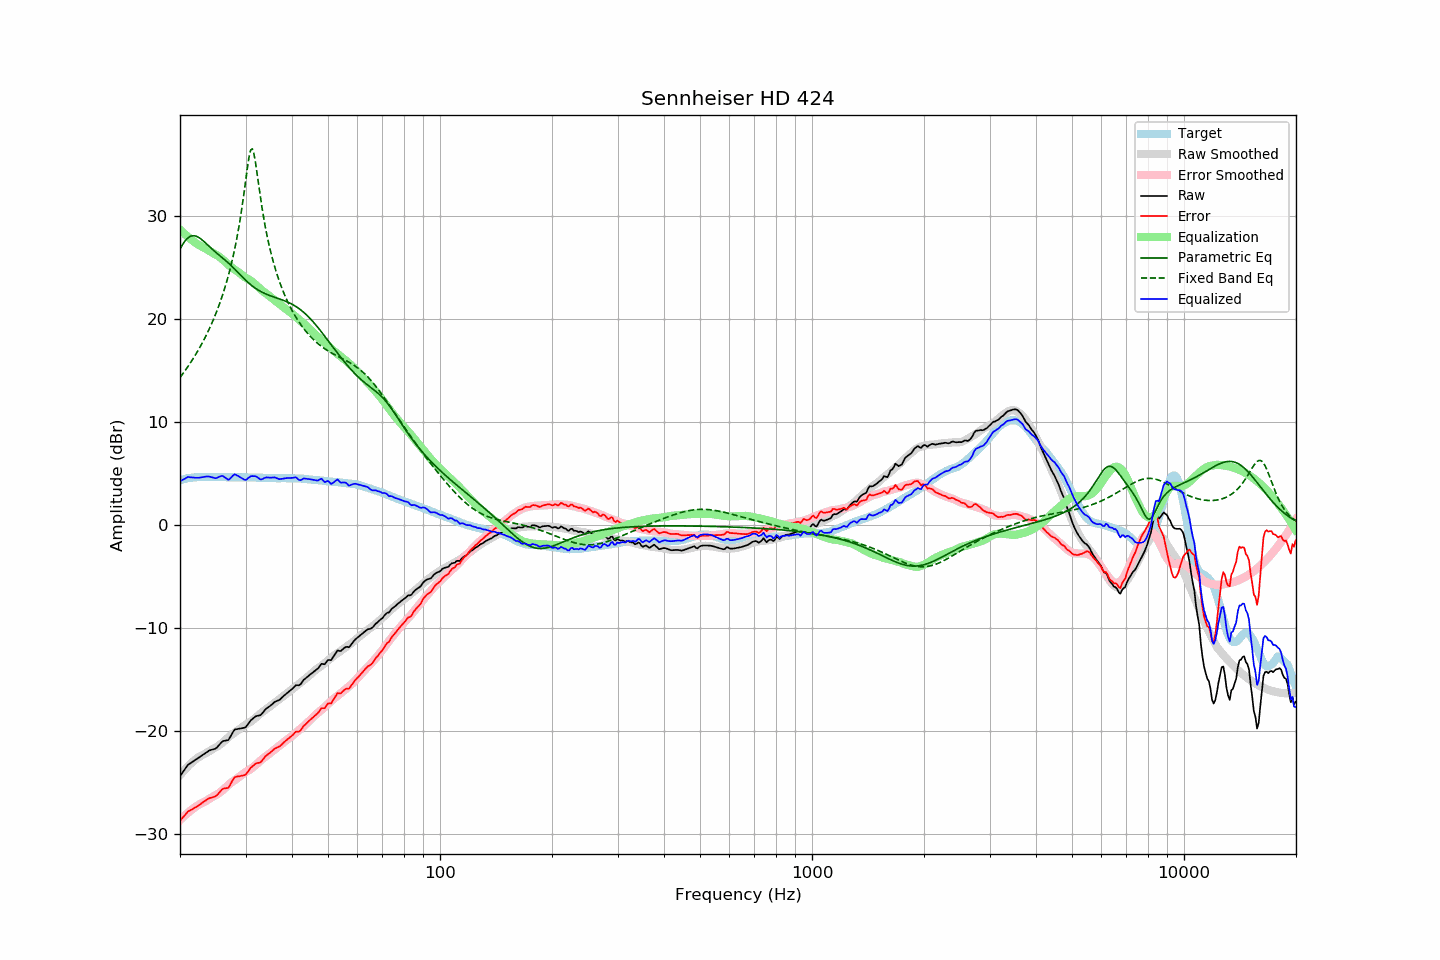 Sennheiser HD 424
Target
Raw Smoothed
Error Smoothed
Raw
Error
Equalization
Parametric Eq
Fixed Band Eq
Equalized
Amplitude (dBr)
30
20
10
0
−10
−20
−30
100 1000 10000
Frequency (Hz)